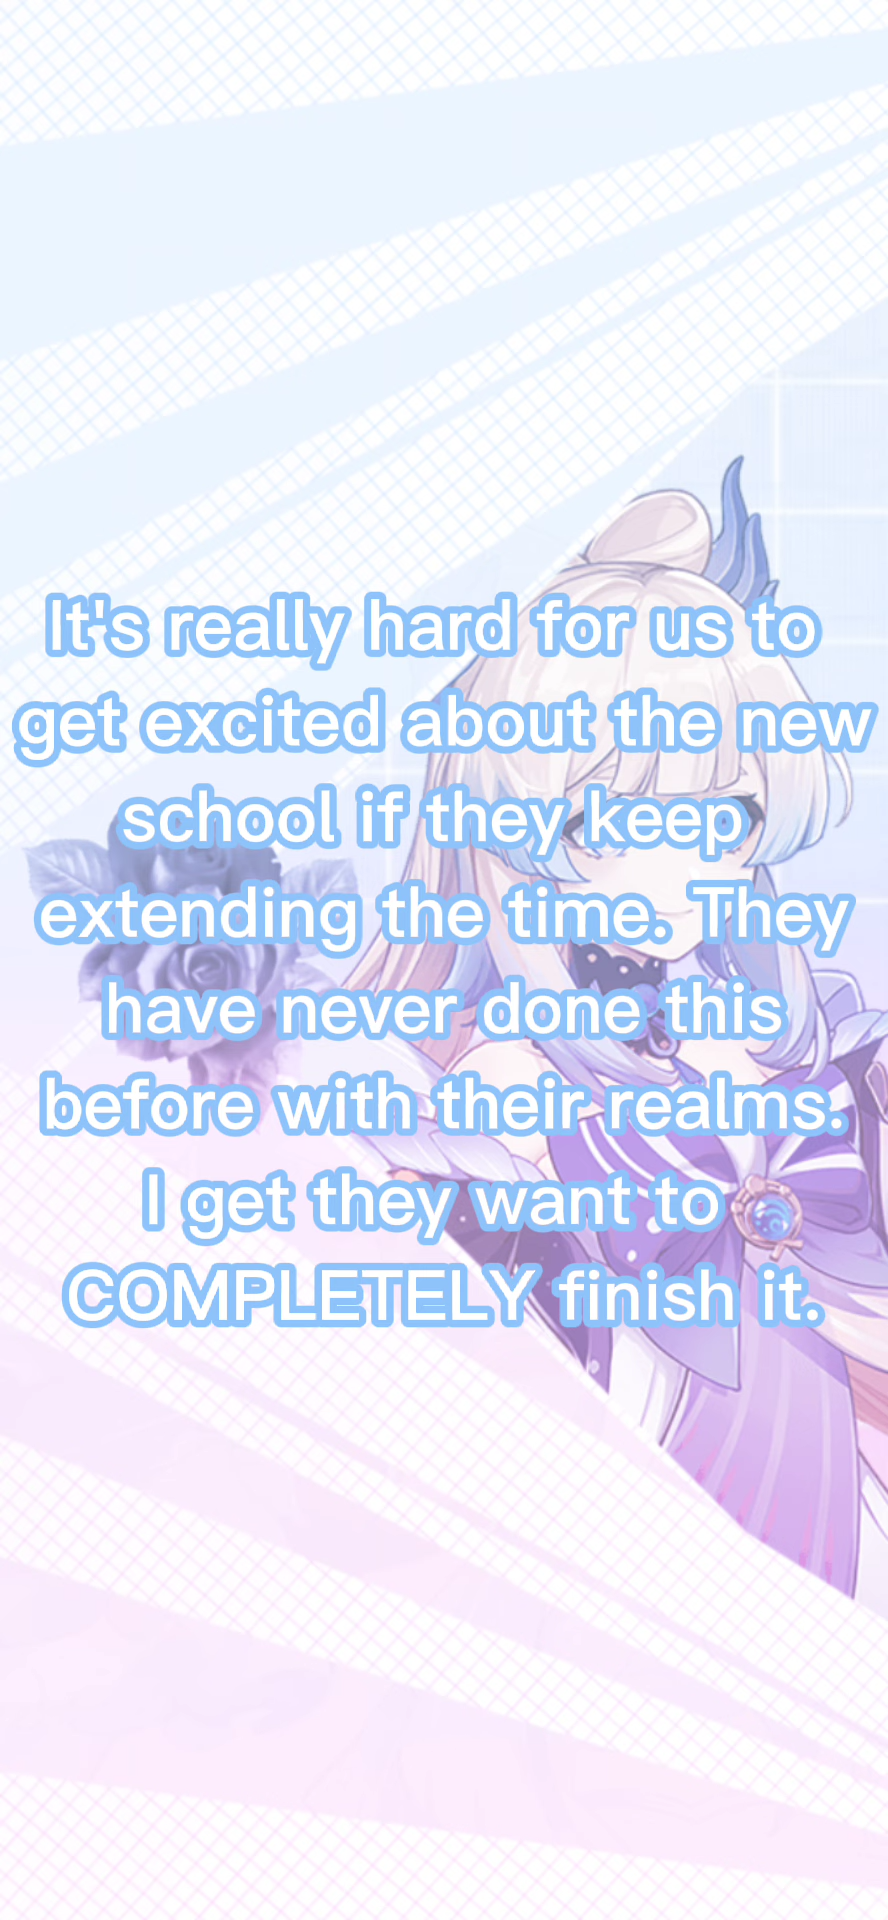 It's really hard for us to
get excited about the new
school if they keep
extending the time. They
have never done this
before with their realms.
I get they want to
COMPLETELY finish it.